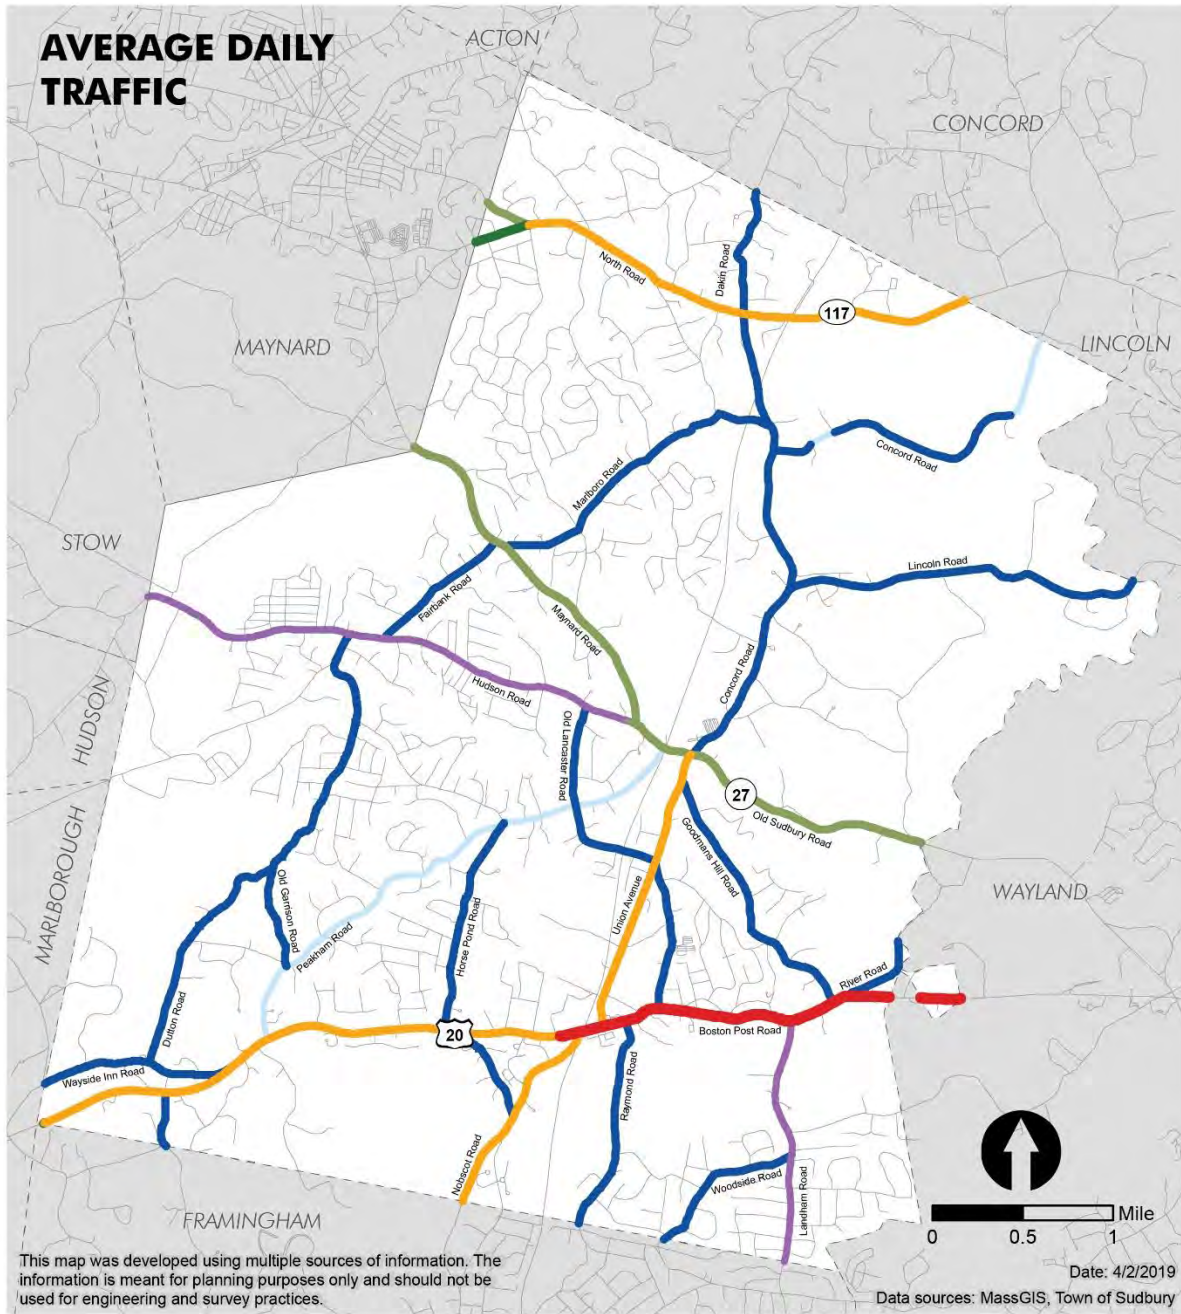 AVERAGE DAILY
TRAFFIC
ACTON
CONCORD
LINCOLN
MAYNARD
STOW
HUDSON
MARLBOROUGH
WAYLAND
FRAMINGHAM
North Road
Dakin Road
117
Concord Road
Marlboro Road
Lincoln Road
Fairbank Road
Maynard Road
Concord Road
Hudson Road
Old Lancaster Road
27
Old Sudbury Road
Goodmans Hill Road
Union Avenue
Old Garrison Road
Peakham Road
Horse Pond Road
River Road
Dutton Road
20
Boston Post Road
Wayside Inn Road
Raymond Road
Nobscot Road
Woodside Road
Landham Road
Mile
0 0.5 1
This map was developed using multiple sources of information. The
information is meant for planning purposes only and should not be
used for engineering and survey practices.
Date: 4/2/2019
Data sources: MassGIS, Town of Sudbury